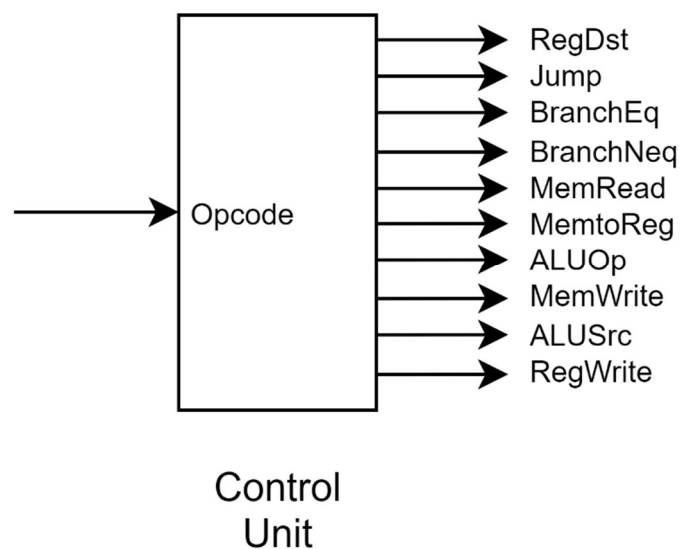 RegDst
Jump
BranchEq
BranchNeq
MemRead
Opcode
MemtoReg
ALUOp
MemWrite
ALUSrc
RegWrite
Control
Unit